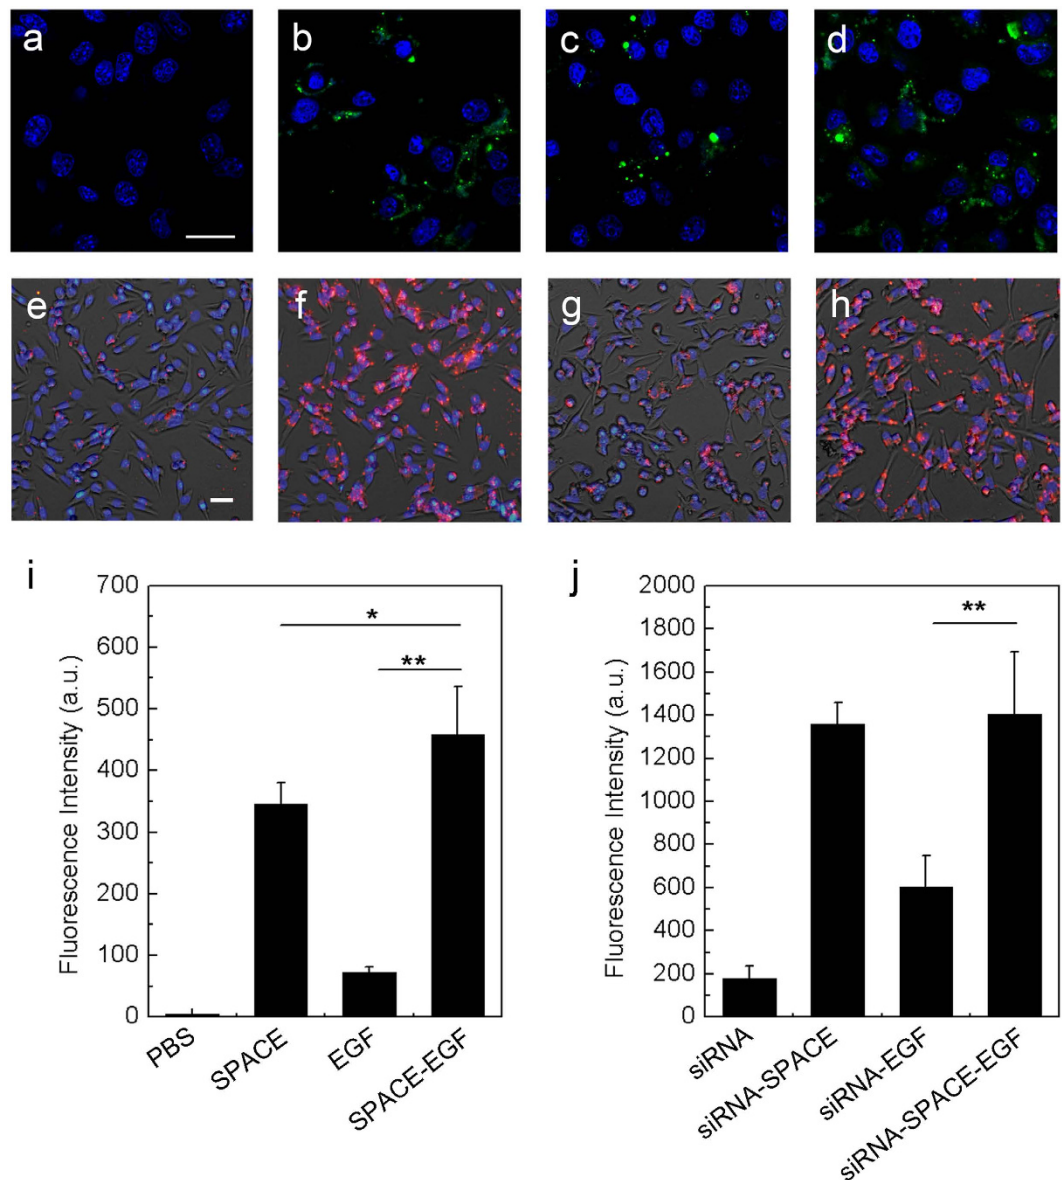 a b c d
e f g h
i j
700
600
500
400
300
200
100
0
Fluorescence Intensity (a.u.)
*
**
PBS
SPACE
EGF
SPACE-EGF
2000
1800
1600
1400
1200
1000
800
600
400
200
0
Fluorescence Intensity (a.u.)
**
siRNA
siRNA-SPACE
siRNA-EGF
siRNA-SPACE-EGF